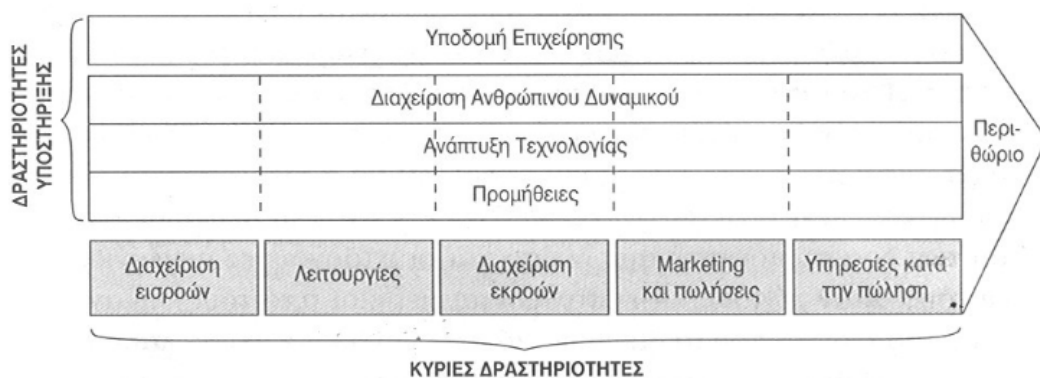 ΔΡΑΣΤΗΡΙΟΤΗΤΕΣ
ΥΠΟΣΤΗΡΙΞΗΣ
Υποδομή Επιχείρησης
Διαχείριση Ανθρώπινου Δυναμικού
Ανάπτυξη Τεχνολογίας
Προμήθειες
Περι-
θώριο
Διαχείριση
εισροών
Λειτουργίες
Διαχείριση
εκροών
Marketing
και πωλήσεις
Υπηρεσίες κατά
την πώληση
ΚΥΡΙΕΣ ΔΡΑΣΤΗΡΙΟΤΗΤΕΣ